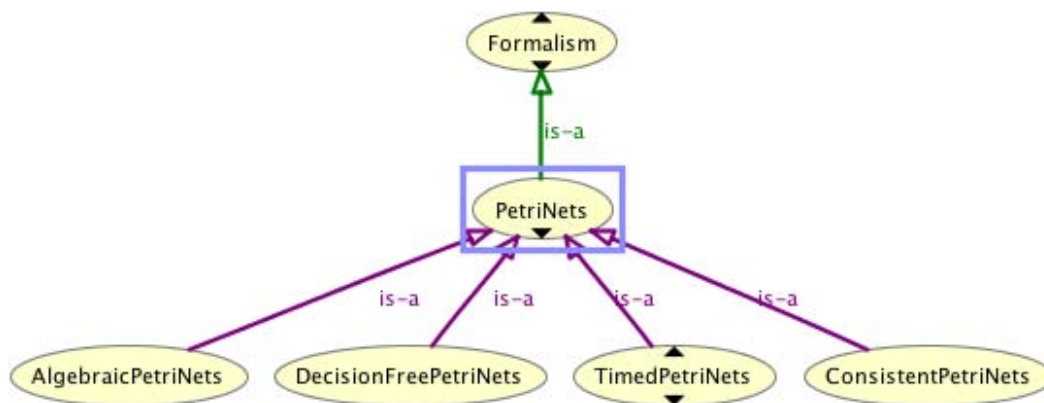 Formalism
is-a
PetriNets
is-a
is-a
is-a
is-a
AlgebraicPetriNets
DecisionFreePetriNets
TimedPetriNets
ConsistentPetriNets